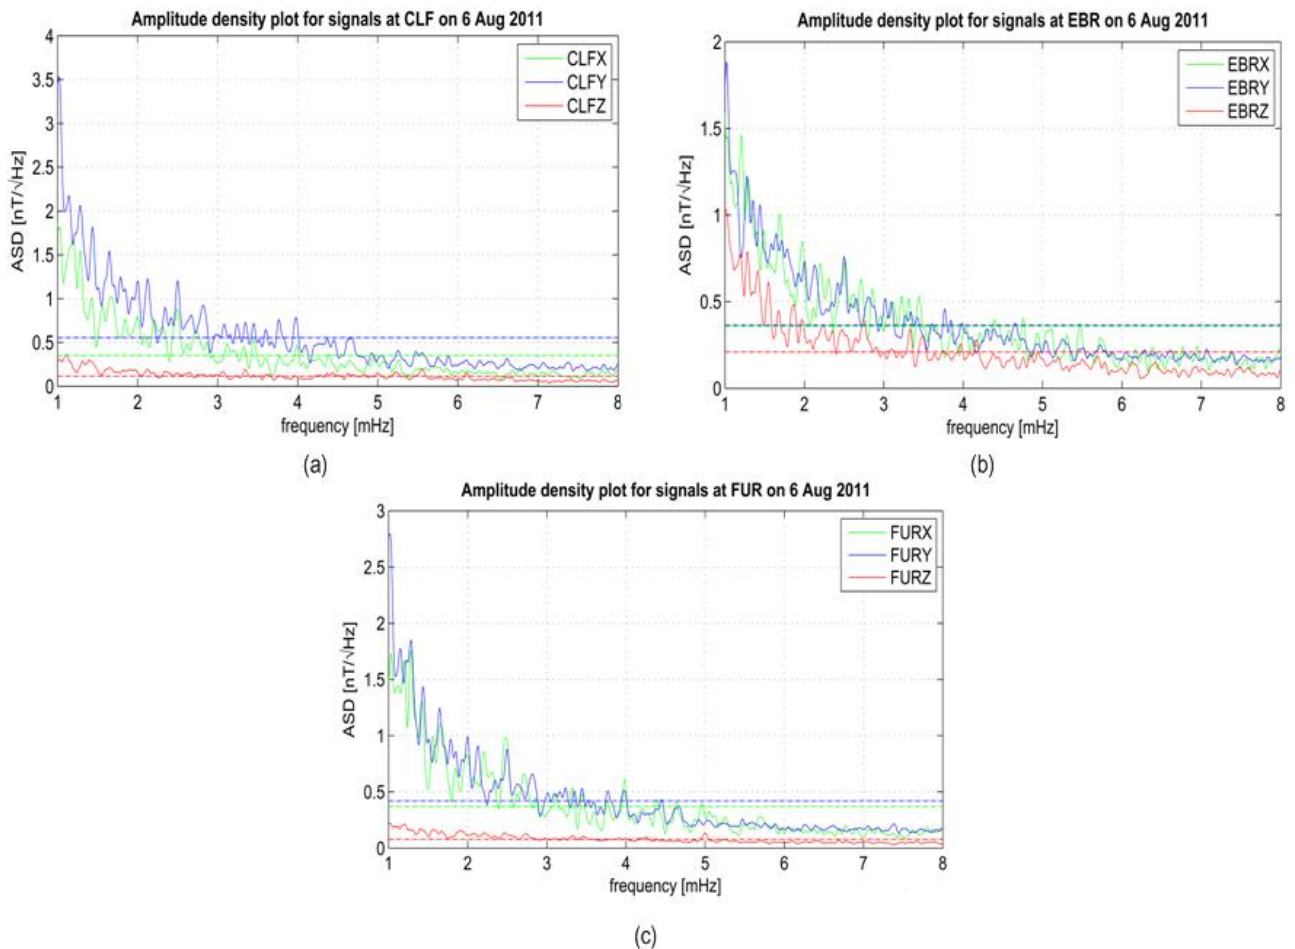 Amplitude density plot for signals at CLF on 6 Aug 2011
4
3.5
3
2.5
2
1.5
1
0.5
0
ASD [nT/√Hz]
CLFX
CLFY
CLFZ
1 2 3 4 5 6 7 8
frequency [mHz]
(a)
Amplitude density plot for signals at EBR on 6 Aug 2011
2
1.5
1
0.5
0
ASD [nT/√Hz]
EBRX
EBRY
EBRZ
1 2 3 4 5 6 7 8
frequency [mHz]
(b)
Amplitude density plot for signals at FUR on 6 Aug 2011
3
2.5
2
1.5
1
0.5
0
ASD [nT/√Hz]
FURX
FURY
FURZ
1 2 3 4 5 6 7 8
frequency [mHz]
(c)